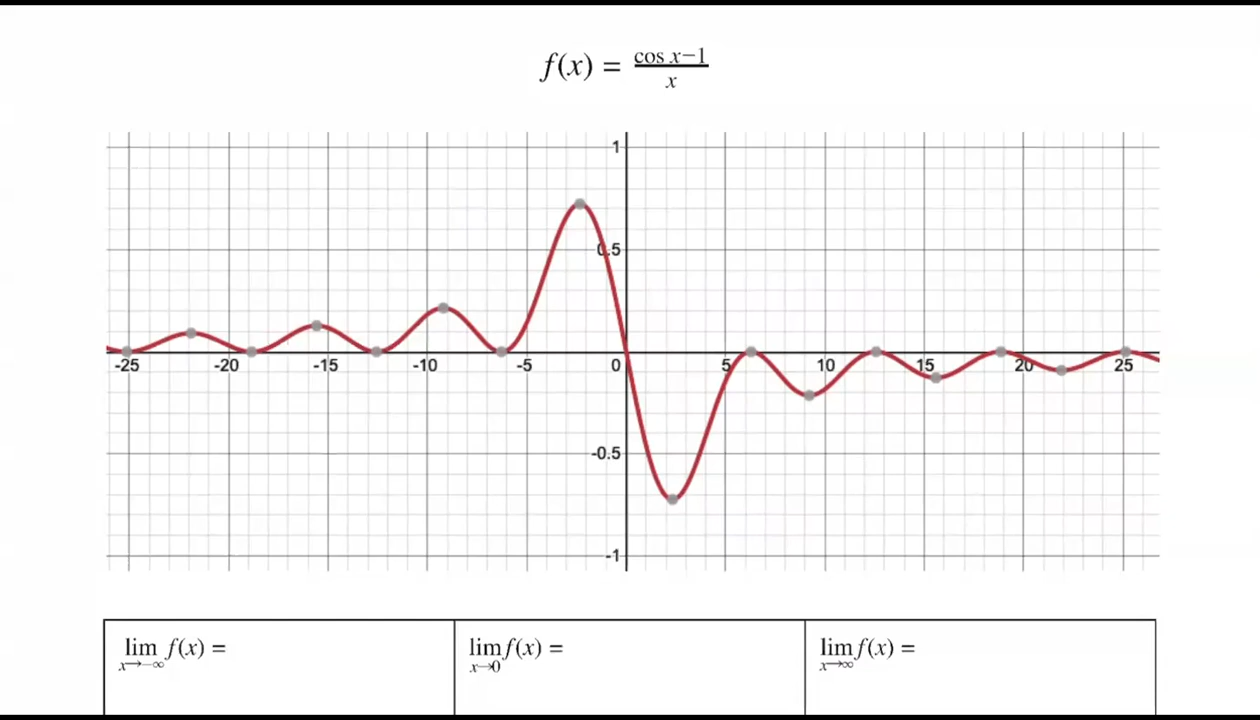 f(x) = cos x−1 / x
1
0.5
-25 -20 -15 -10 -5 0 5 10 15 20 25
-0.5
-1
lim x→−∞ f(x) =
lim x→0 f(x) =
lim x→∞ f(x) =